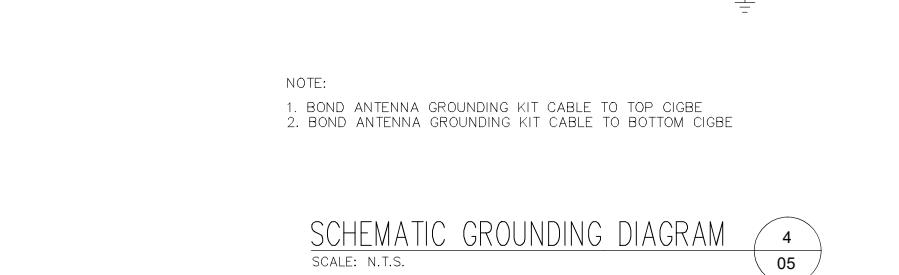 NOTE:
1. BOND ANTENNA GROUNDING KIT CABLE TO TOP CIGBE
2. BOND ANTENNA GROUNDING KIT CABLE TO BOTTOM CIGBE
SCHEMATIC GROUNDING DIAGRAM
SCALE: N.T.S.
4
05